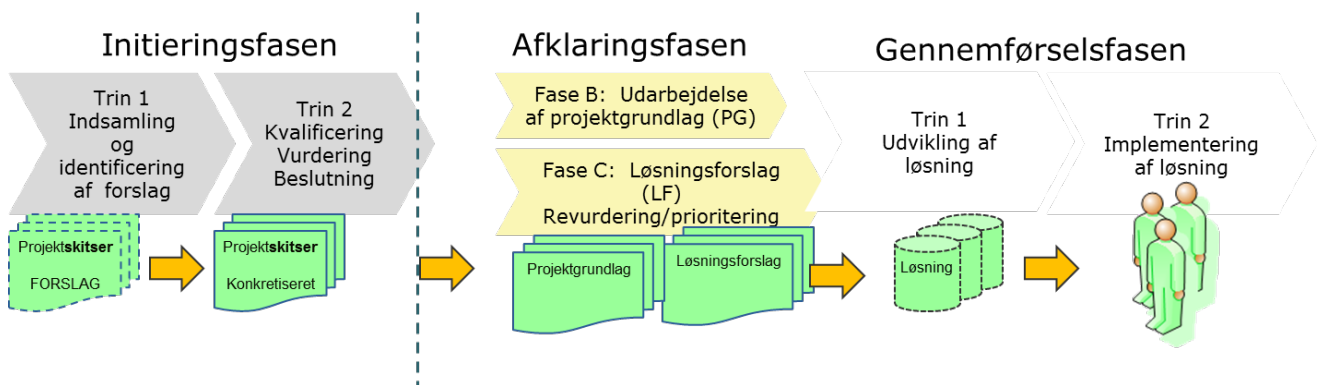 Initieringsfasen
Trin 1
Indsamling
og
identificering
af forslag
Trin 2
Kvalificering
Vurdering
Beslutning
Projektskitser
FORSLAG
Projektskitser
Konkretiseret
Afklaringsfasen
Fase B: Udarbejdelse
af projektgrundlag (PG)
Fase C: Løsningsforslag
(LF)
Revurdering/prioritering
Projektgrundlag
Løsningsforslag
Gennemførselsfasen
Trin 1
Udvikling af
løsning
Trin 2
Implementering
af løsning
Løsning